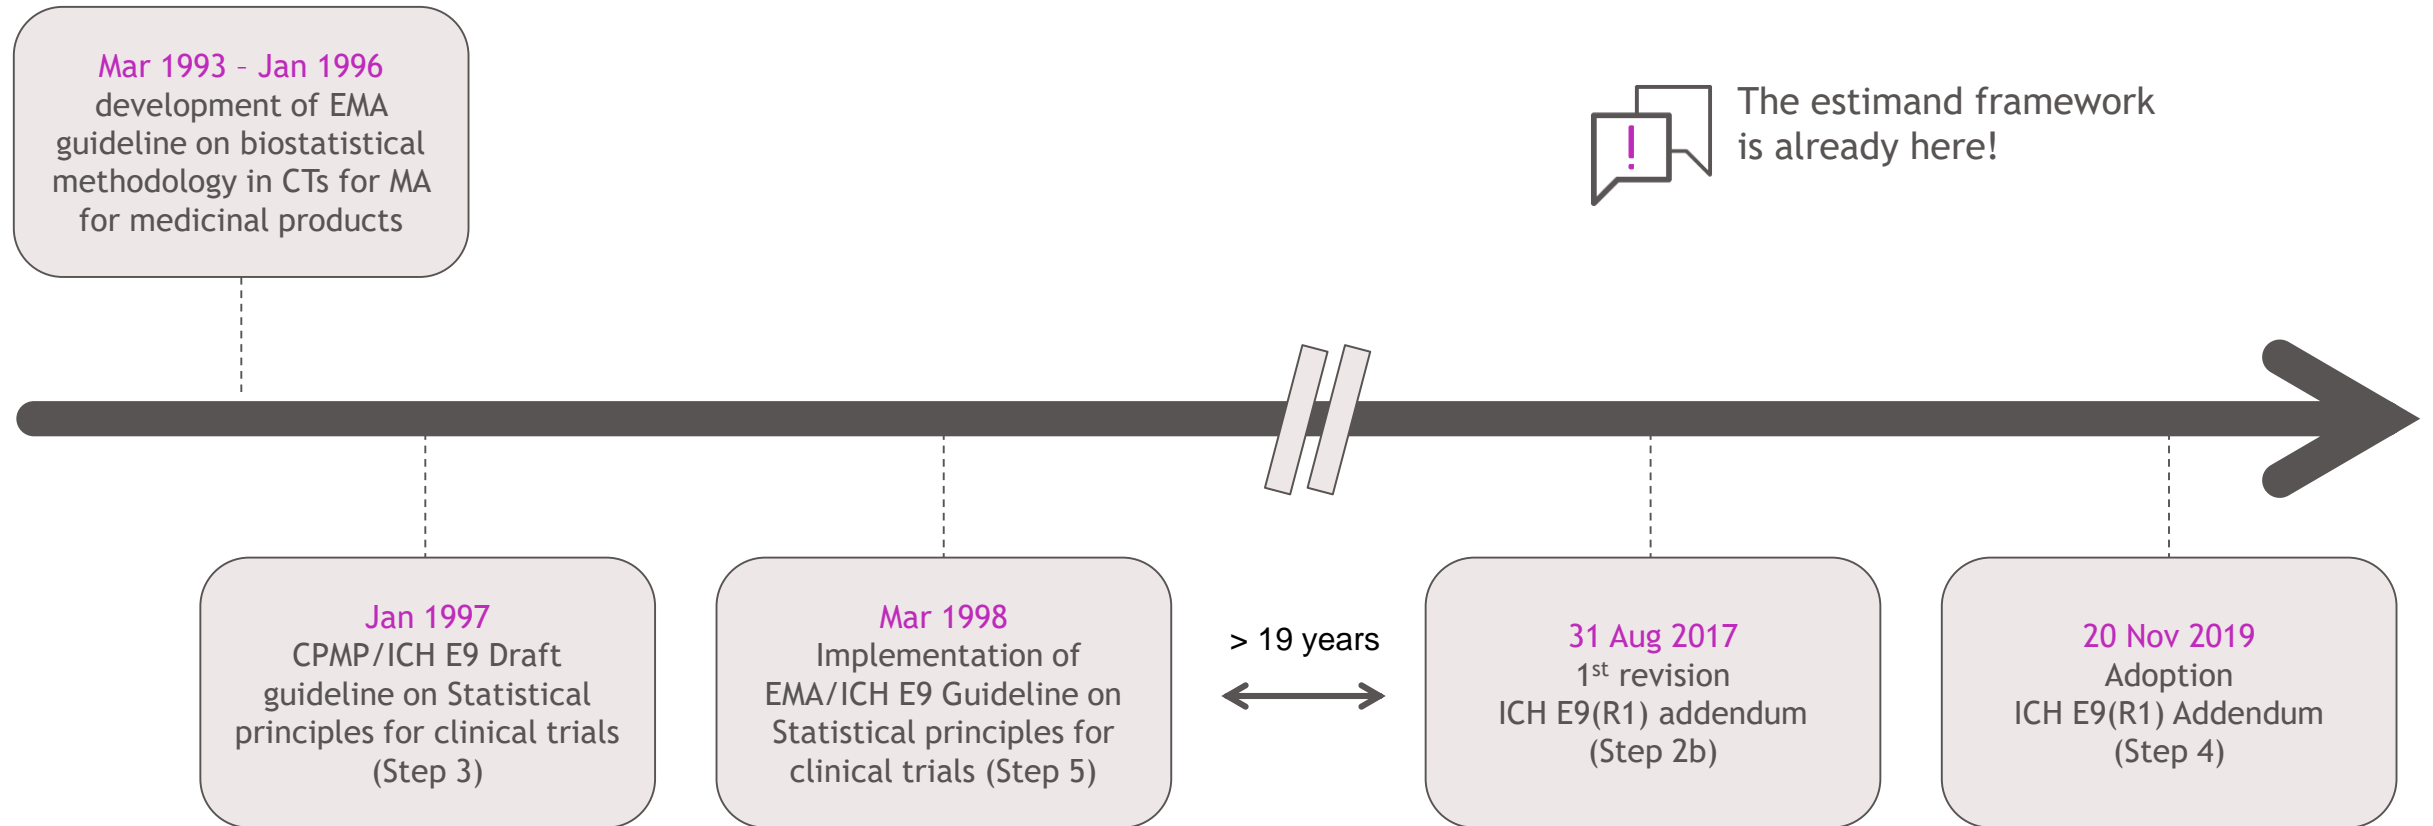 Mar 1993 – Jan 1996
development of EMA
guideline on biostatistical
methodology in CTs for MA
for medicinal products
!
The estimand framework
is already here!
Jan 1997
CPMP/ICH E9 Draft
guideline on Statistical
principles for clinical trials
(Step 3)
Mar 1998
Implementation of
EMA/ICH E9 Guideline on
Statistical principles for
clinical trials (Step 5)
> 19 years
31 Aug 2017
1st revision
ICH E9(R1) addendum
(Step 2b)
20 Nov 2019
Adoption
ICH E9(R1) Addendum
(Step 4)